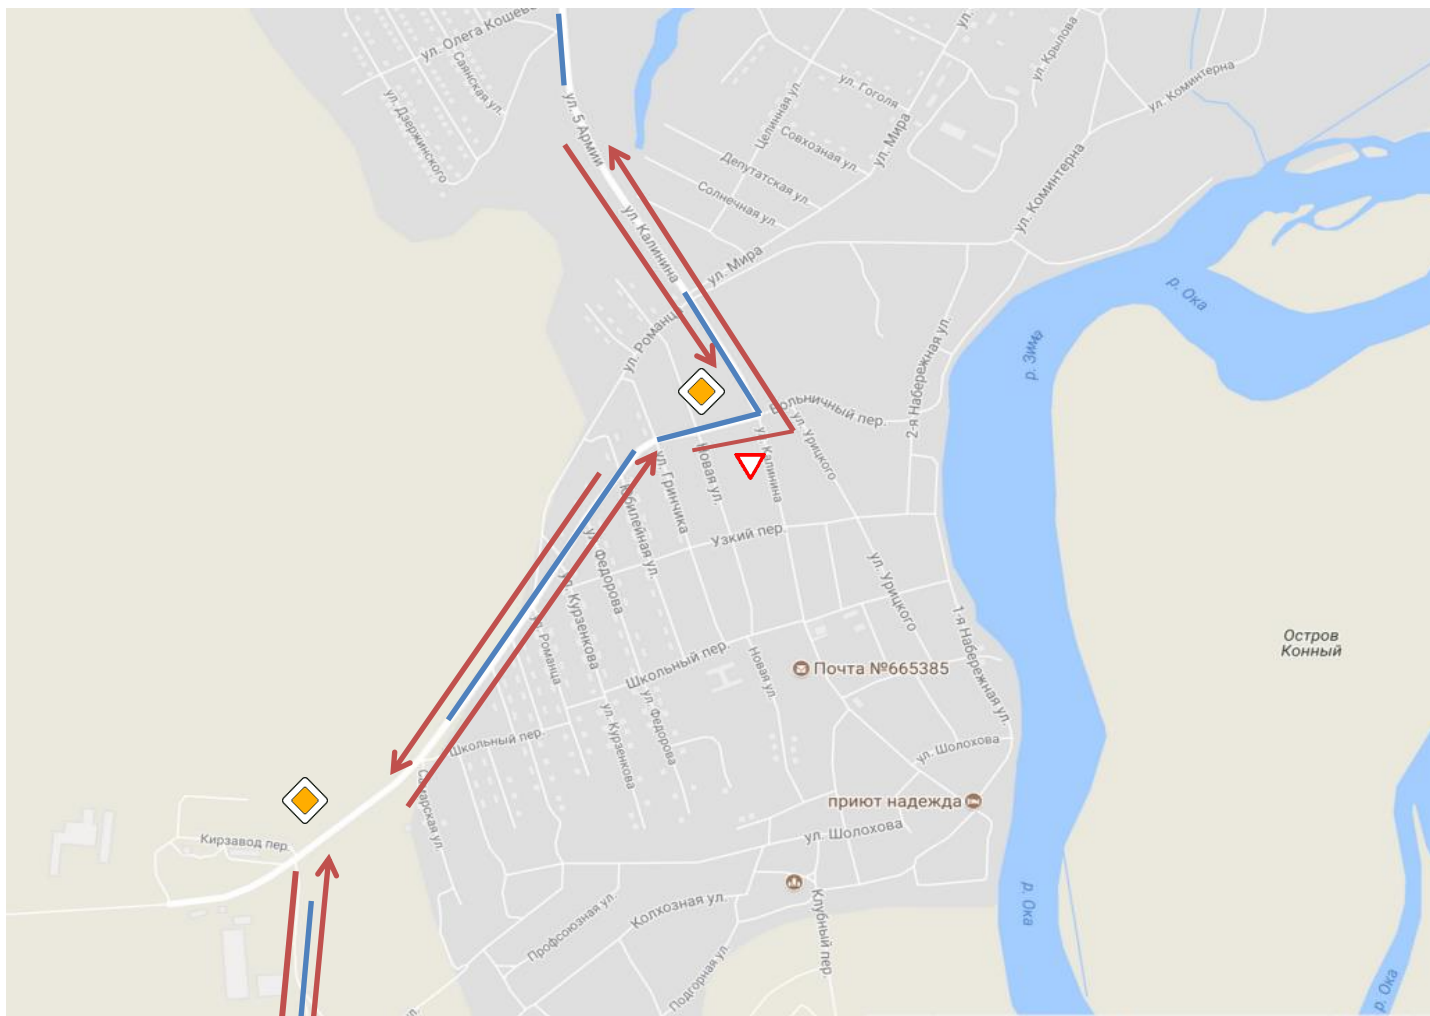 ул. Олега Кошево
Саянская ул.
ул. Дзержинского
ул. 5 Армии
ул. Калинина
ул.
ул. Крылова
ул. Гоголя
Целинная ул.
Совхозная ул.
ул. Мира
ул. Коминтерна
Депутатская ул.
Солнечная ул.
ул. Коминтерна
ул. Мира
р. Ока
р. Зима
ул. Романца
2-я Набережная ул.
Больничный пер.
ул. Урицкого
ул. Калинина
Новая ул.
ул. Гринчика
Юбилейная ул.
Узкий пер.
ул. Федорова
ул. Курзенкова
ул. Романца
ул. Урицкого
1-я Набережная ул.
Остров
Конный
Школьный пер.
Новая ул.
Почта №665385
ул. Федорова
ул. Курзенкова
Школьный пер.
Самарская ул.
ул. Шолохова
приют надежда
ул. Шолохова
Кирзавод пер.
Колхозная ул.
Профсоюзная ул.
Клубный пер.
Подгорная ул.
р. Ока
р. Ока
ул.